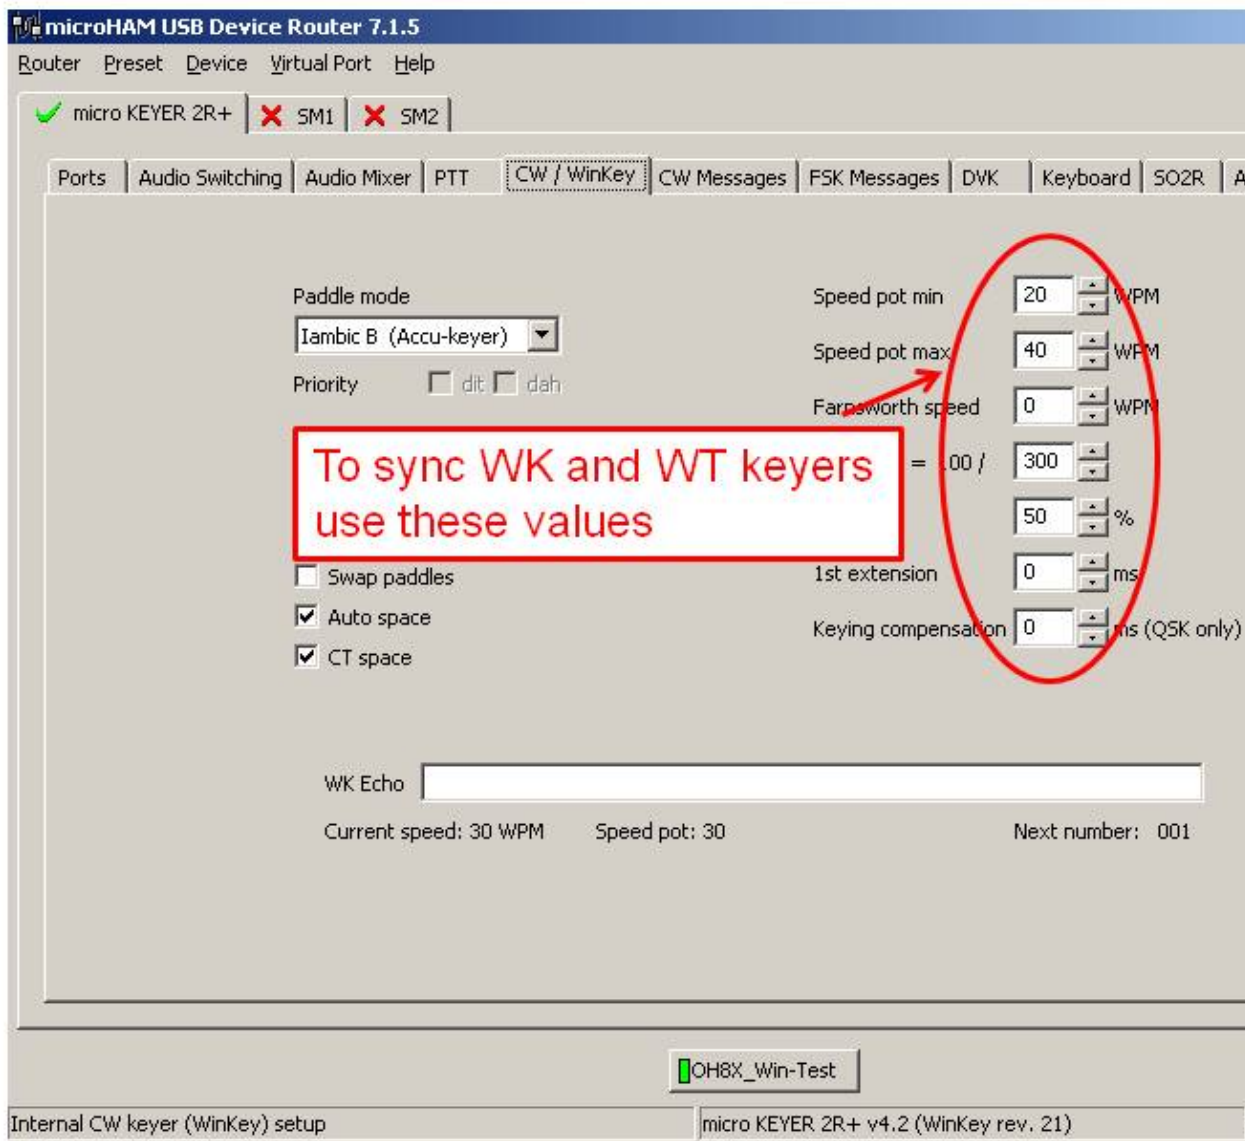 microHAM USB Device Router 7.1.5
Router Preset Device Virtual Port Help
micro KEYER 2R+ SM1 SM2
Ports Audio Switching Audio Mixer PTT CW / WinKey CW Messages FSK Messages DVK Keyboard SO2R A
Paddle mode
Iambic B (Accu-keyer)
Priority dit dah
Speed pot min 20 WPM
Speed pot max 40 WPM
Farnsworth speed 0 WPM
= 100 / 300
50 %
1st extension 0 ms
Keying compensation 0 ms (QSK only)
To sync WK and WT keyers
use these values
Swap paddles
Auto space
CT space
WK Echo
Current speed: 30 WPM Speed pot: 30 Next number: 001
OH8X_Win-Test
Internal CW keyer (WinKey) setup micro KEYER 2R+ v4.2 (WinKey rev. 21)